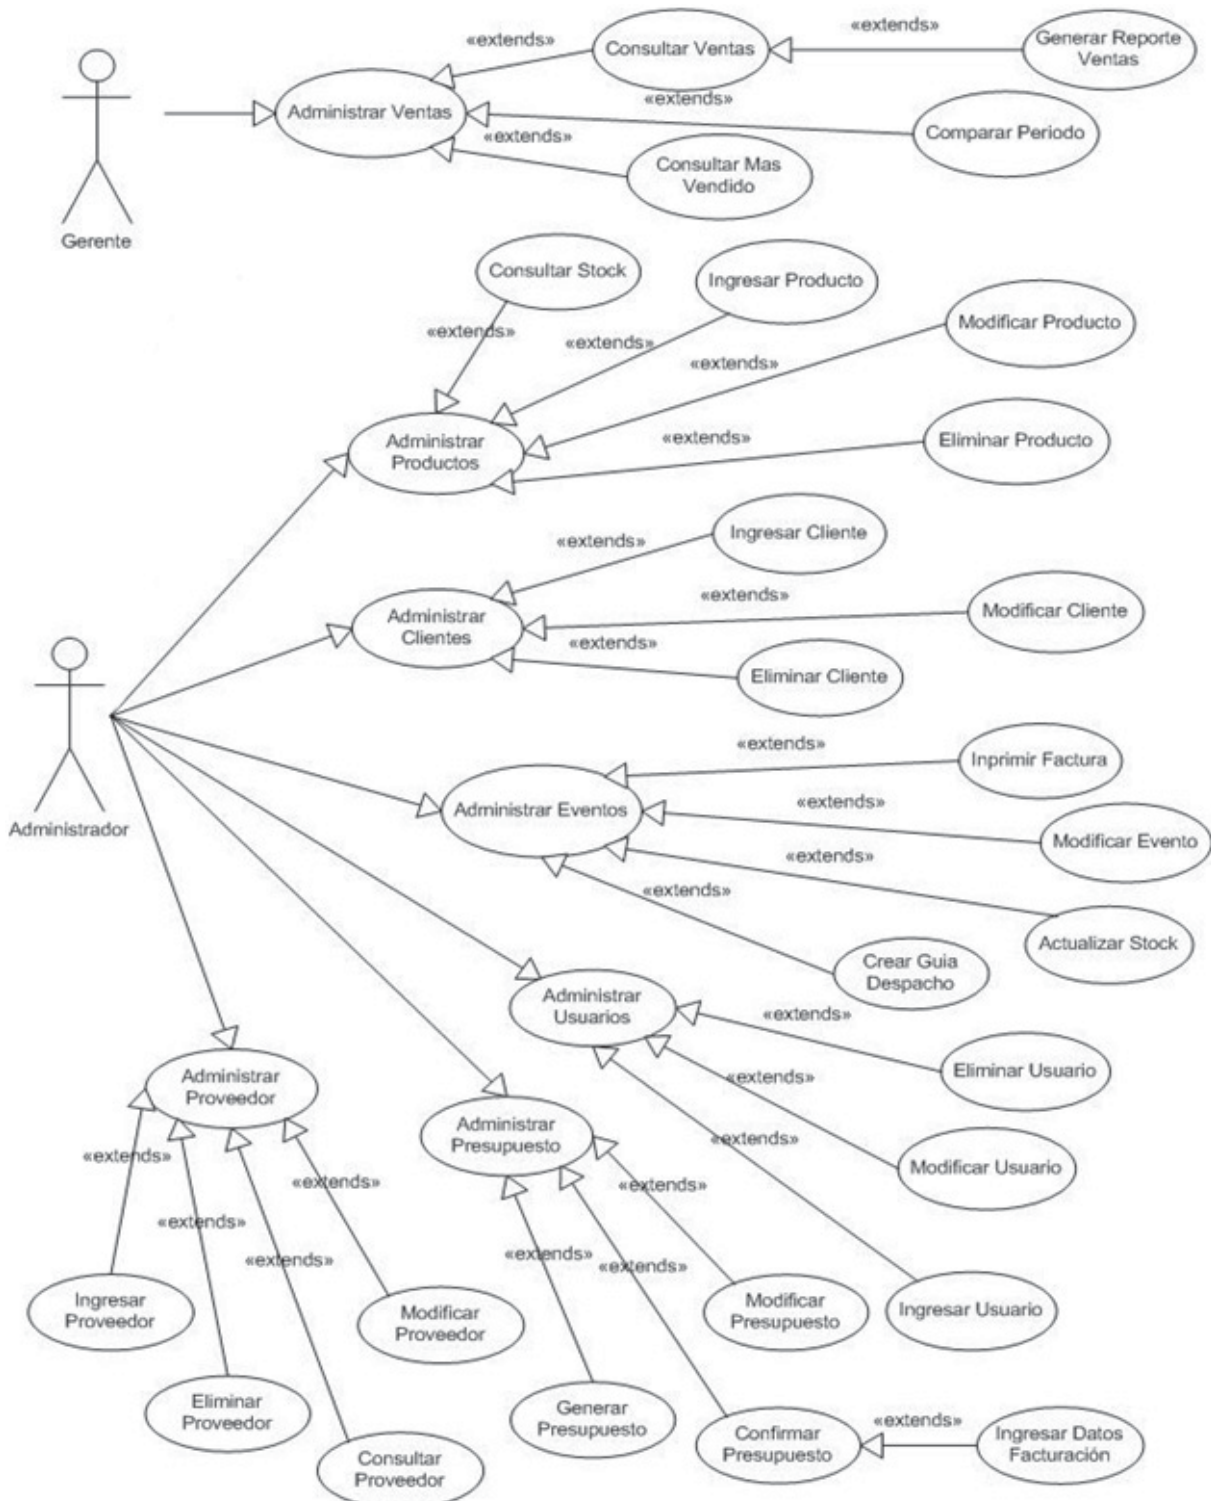 «extends»
Consultar Ventas
«extends»
Generar Reporte
Ventas
Administrar Ventas
«extends»
Comparar Periodo
«extends»
Consultar Mas
Vendido
Gerente
Consultar Stock
Ingresar Producto
Modificar Producto
«extends»
«extends»
«extends»
Administrar
Productos
«extends»
Eliminar Producto
«extends»
Ingresar Cliente
Administrar
Clientes
«extends»
Modificar Cliente
«extends»
Eliminar Cliente
Administrador
«extends»
Inprimir Factura
Administrar Eventos
«extends»
Modificar Evento
«extends»
Actualizar Stock
«extends»
Crear Guia
Despacho
Administrar
Usuarios
«extends»
Eliminar Usuario
«extends»
Modificar Usuario
«extends»
Ingresar Usuario
Administrar
Proveedor
«extends»
«extends»
«extends»
«extends»
Ingresar
Proveedor
Eliminar
Proveedor
Consultar
Proveedor
Modificar
Proveedor
Administrar
Presupuesto
«extends»
«extends»
«extends»
Generar
Presupuesto
Modificar
Presupuesto
Confirmar
Presupuesto
«extends»
Ingresar Datos
Facturación